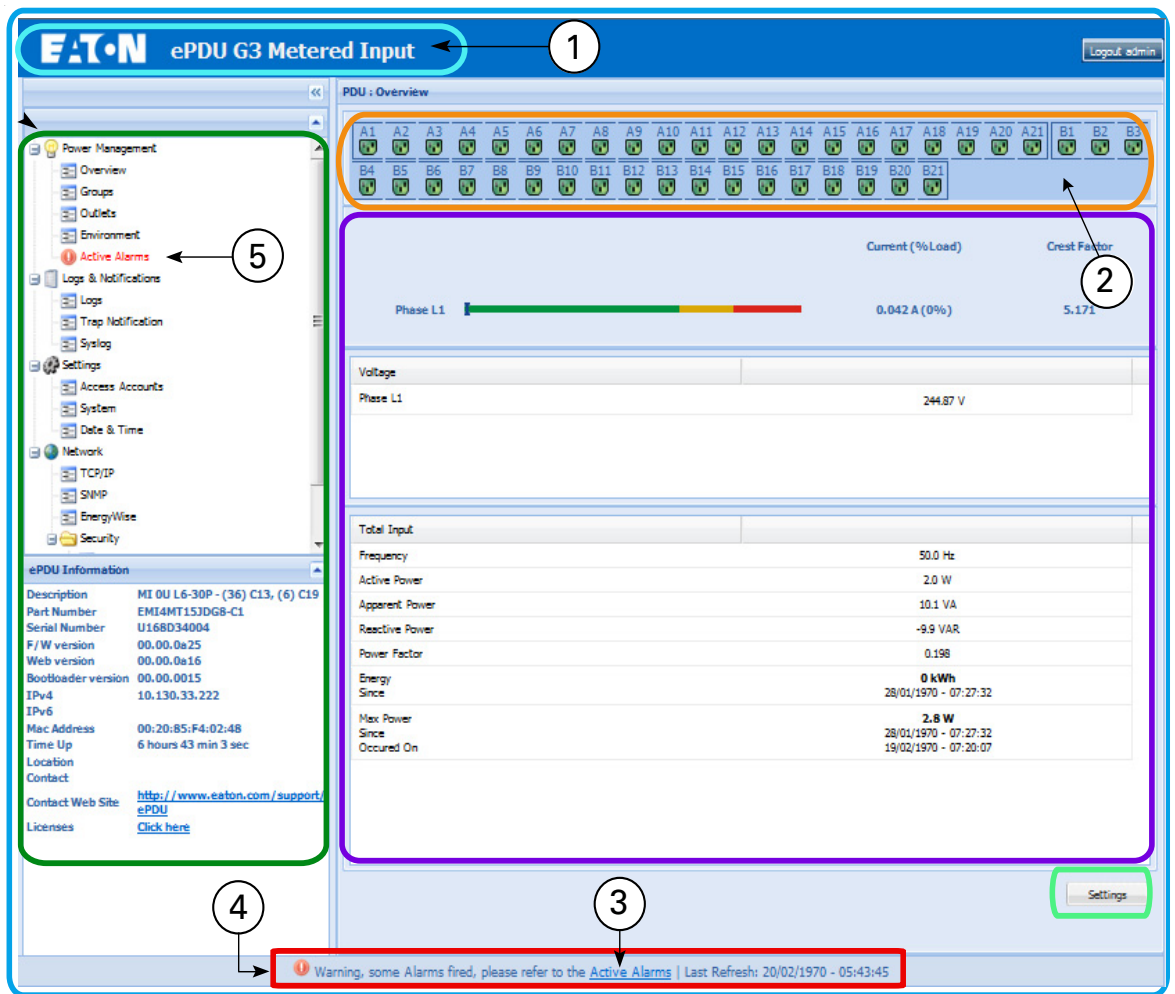 EATON ePDU G3 Metered Input
1
Logout admin
PDU : Overview
A1 A2 A3 A4 A5 A6 A7 A8 A9 A10 A11 A12 A13 A14 A15 A16 A17 A18 A19 A20 A21 B1 B2 B3
B4 B5 B6 B7 B8 B9 B10 B11 B12 B13 B14 B15 B16 B17 B18 B19 B20 B21
2
Power Management
Overview
Groups
Outlets
Environment
Active Alarms
5
Logs & Notifications
Logs
Trap Notification
Syslog
Settings
Access Accounts
System
Date & Time
Network
TCP/IP
SNMP
EnergyWise
Security
ePDU Information
Description MI 0U L6-30P - (36) C13, (6) C19
Part Number EMI4MT15JDG8-C1
Serial Number U168D34004
F/W version 00.00.0a25
Web version 00.00.0a16
Bootloader version 00.00.0015
IPv4 10.130.33.222
IPv6
Mac Address 00:20:85:F4:02:48
Time Up 6 hours 43 min 3 sec
Location
Contact
Contact Web Site http://www.eaton.com/support/
ePDU
Licenses Click here
Current (%Load) Crest Factor
Phase L1 0.042 A (0%) 5.171
Voltage
Phase L1 244.87 V
Total Input
Frequency 50.0 Hz
Active Power 2.0 W
Apparent Power 10.1 VA
Reactive Power -9.9 VAR
Power Factor 0.198
Energy 0 kWh
Since 28/01/1970 - 07:27:32
Max Power 2.8 W
Since 28/01/1970 - 07:27:32
Occured On 19/02/1970 - 07:20:07
Settings
4
3
Warning, some Alarms fired, please refer to the Active Alarms | Last Refresh: 20/02/1970 - 05:43:45